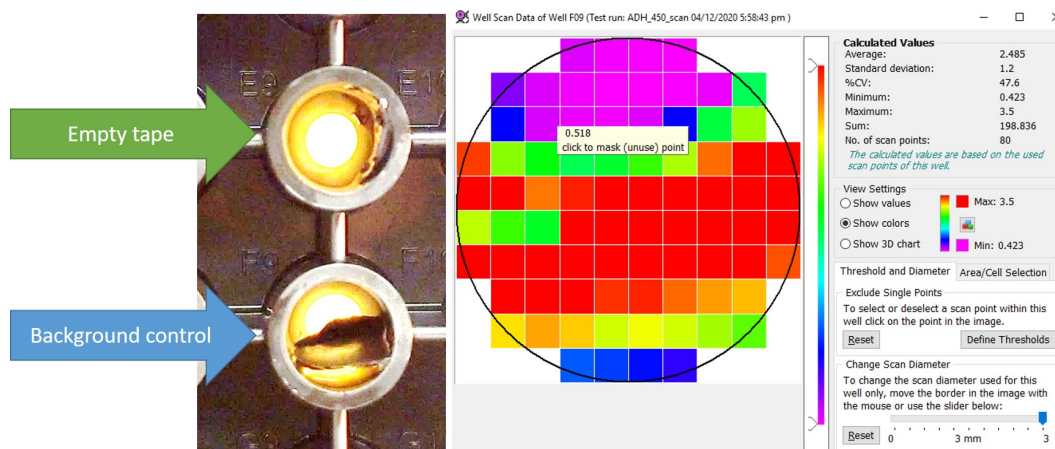 Empty tape
Background control
E9
E10
F9
Well Scan Data of Well F09 (Test run: ADH_450_scan 04/12/2020 5:58:43 pm )
0.518
click to mask (unuse) point
Calculated Values
Average: 2.485
Standard deviation: 1.2
%CV: 47.6
Minimum: 0.423
Maximum: 3.5
Sum: 198.836
No. of scan points: 80
The calculated values are based on the used
scan points of this well.
View Settings
Show values
Show colors
Show 3D chart
Max: 3.5
Min: 0.423
Threshold and Diameter
Area/Cell Selection
Exclude Single Points
To select or deselect a scan point within this
well click on the point in the image.
Reset
Define Thresholds
Change Scan Diameter
To change the scan diameter used for this
well only, move the border in the image with
the mouse or use the slider below:
Reset
0 3 mm 3